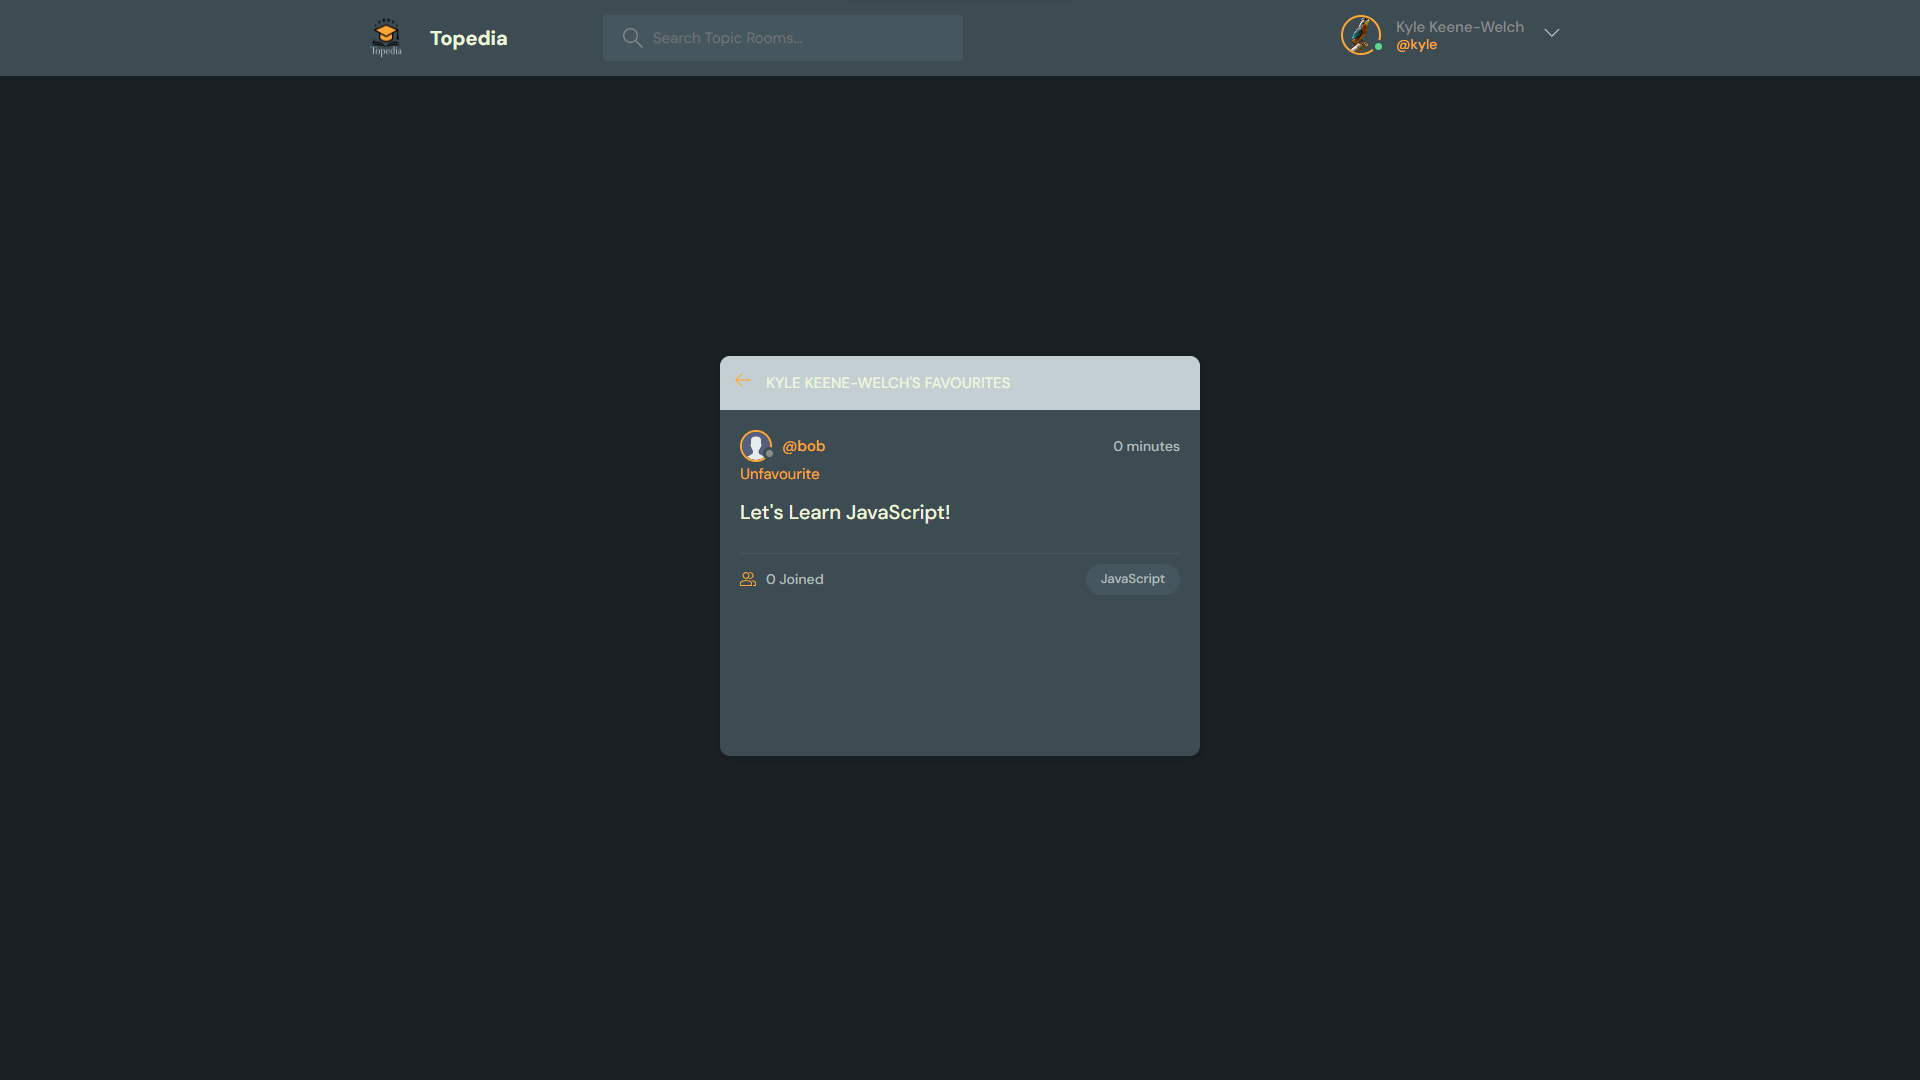 Topedia
Topedia
Search Topic Rooms...
Kyle Keene-Welch
@kyle
KYLE KEENE-WELCH'S FAVOURITES
@bob
0 minutes
Unfavourite
Let's Learn JavaScript!
0 Joined
JavaScript